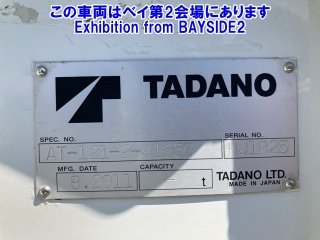 この車両はベイ第2会場にあります
Exhibition from BAYSIDE2
TADANO
SPEC. NO.
SERIAL NO.
MFG. DATE
CAPACITY
8.2011
t
TADANO LTD.
MADE IN JAPAN